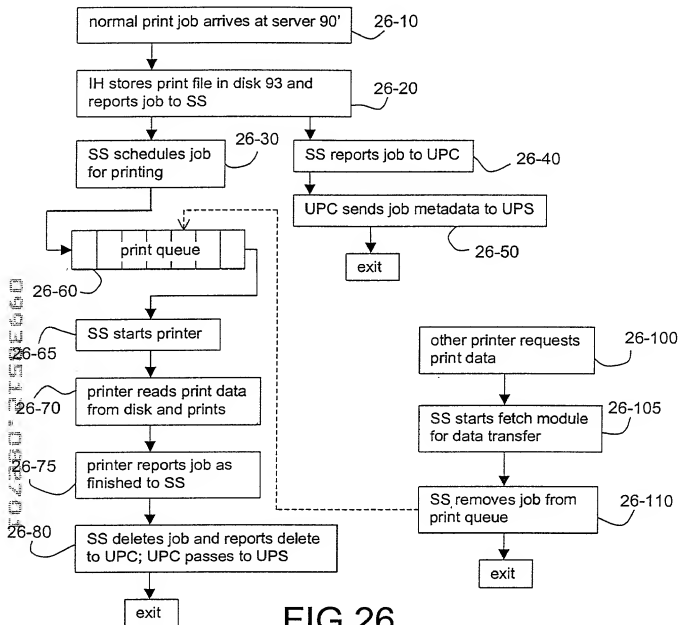 normal print job arrives at server 90'
26-10
IH stores print file in disk 93 and
reports job to SS
26-20
SS schedules job
for printing
26-30
SS reports job to UPC
26-40
UPC sends job metadata to UPS
26-50
exit
print queue
26-60
SS starts printer
26-65
printer reads print data
from disk and prints
26-70
printer reports job as
finished to SS
26-75
SS deletes job and reports delete
to UPC; UPC passes to UPS
26-80
exit
other printer requests
print data
26-100
SS starts fetch module
for data transfer
26-105
SS removes job from
print queue
26-110
exit
FIG 26